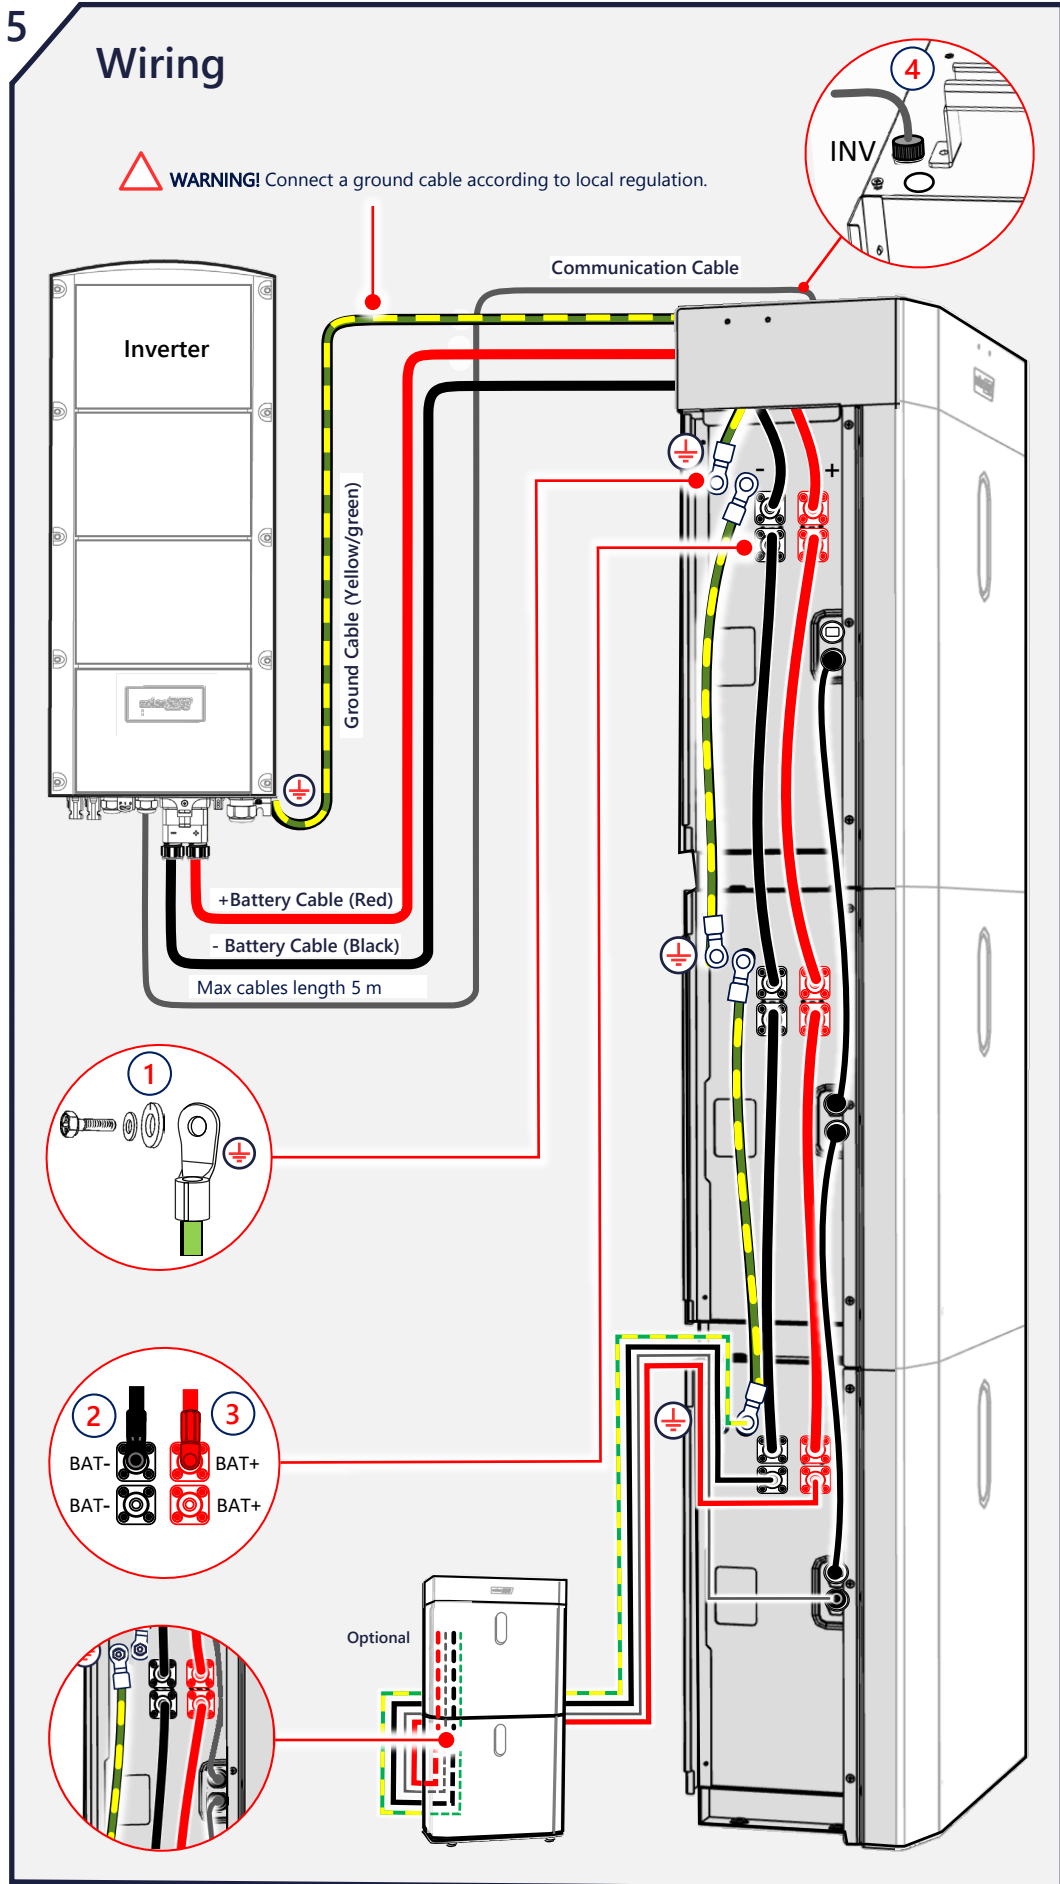 5
Wiring
4
INV
WARNING! Connect a ground cable according to local regulation.
Communication Cable
Inverter
- +
Ground Cable (Yellow/green)
- +
+Battery Cable (Red)
- Battery Cable (Black)
Max cables length 5 m
1
2 3
BAT- BAT+
BAT- BAT+
Optional